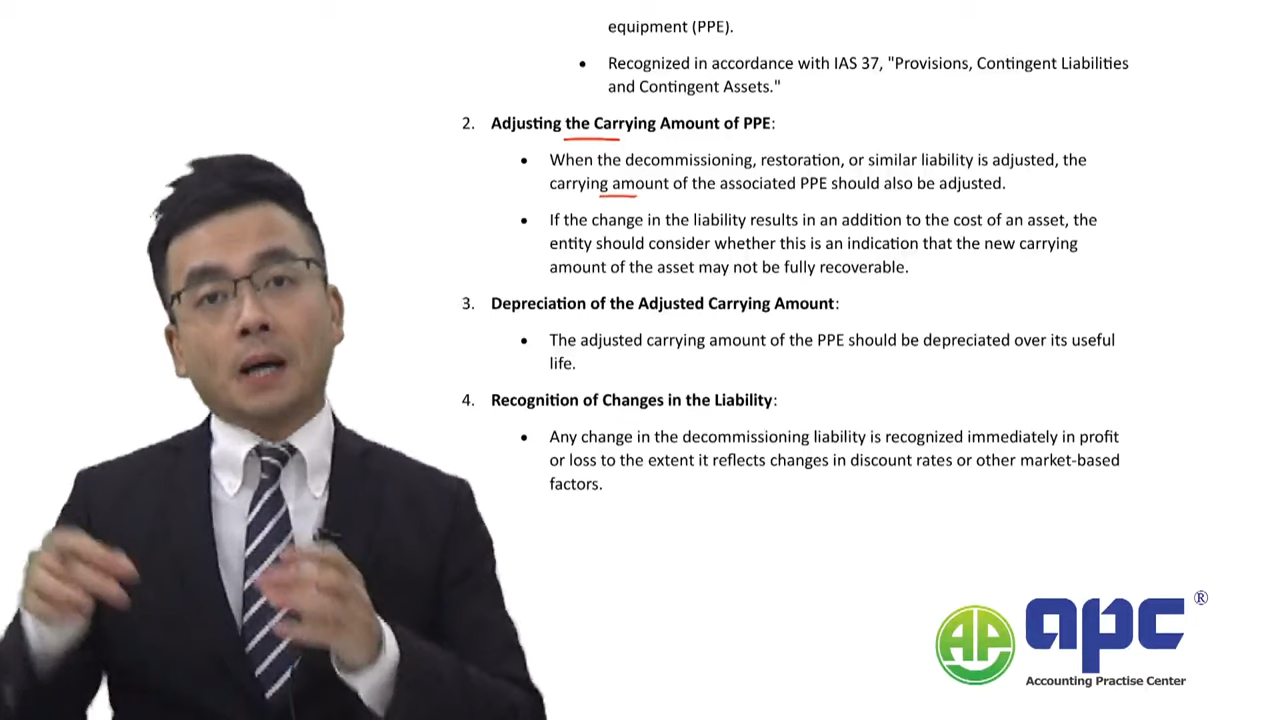 equipment (PPE).
• Recognized in accordance with IAS 37, "Provisions, Contingent Liabilities
and Contingent Assets."
2. Adjusting the Carrying Amount of PPE:
• When the decommissioning, restoration, or similar liability is adjusted, the
carrying amount of the associated PPE should also be adjusted.
• If the change in the liability results in an addition to the cost of an asset, the
entity should consider whether this is an indication that the new carrying
amount of the asset may not be fully recoverable.
3. Depreciation of the Adjusted Carrying Amount:
• The adjusted carrying amount of the PPE should be depreciated over its useful
life.
4. Recognition of Changes in the Liability:
• Any change in the decommissioning liability is recognized immediately in profit
or loss to the extent it reflects changes in discount rates or other market-based
factors.
AP apc ®
Accounting Practise Center